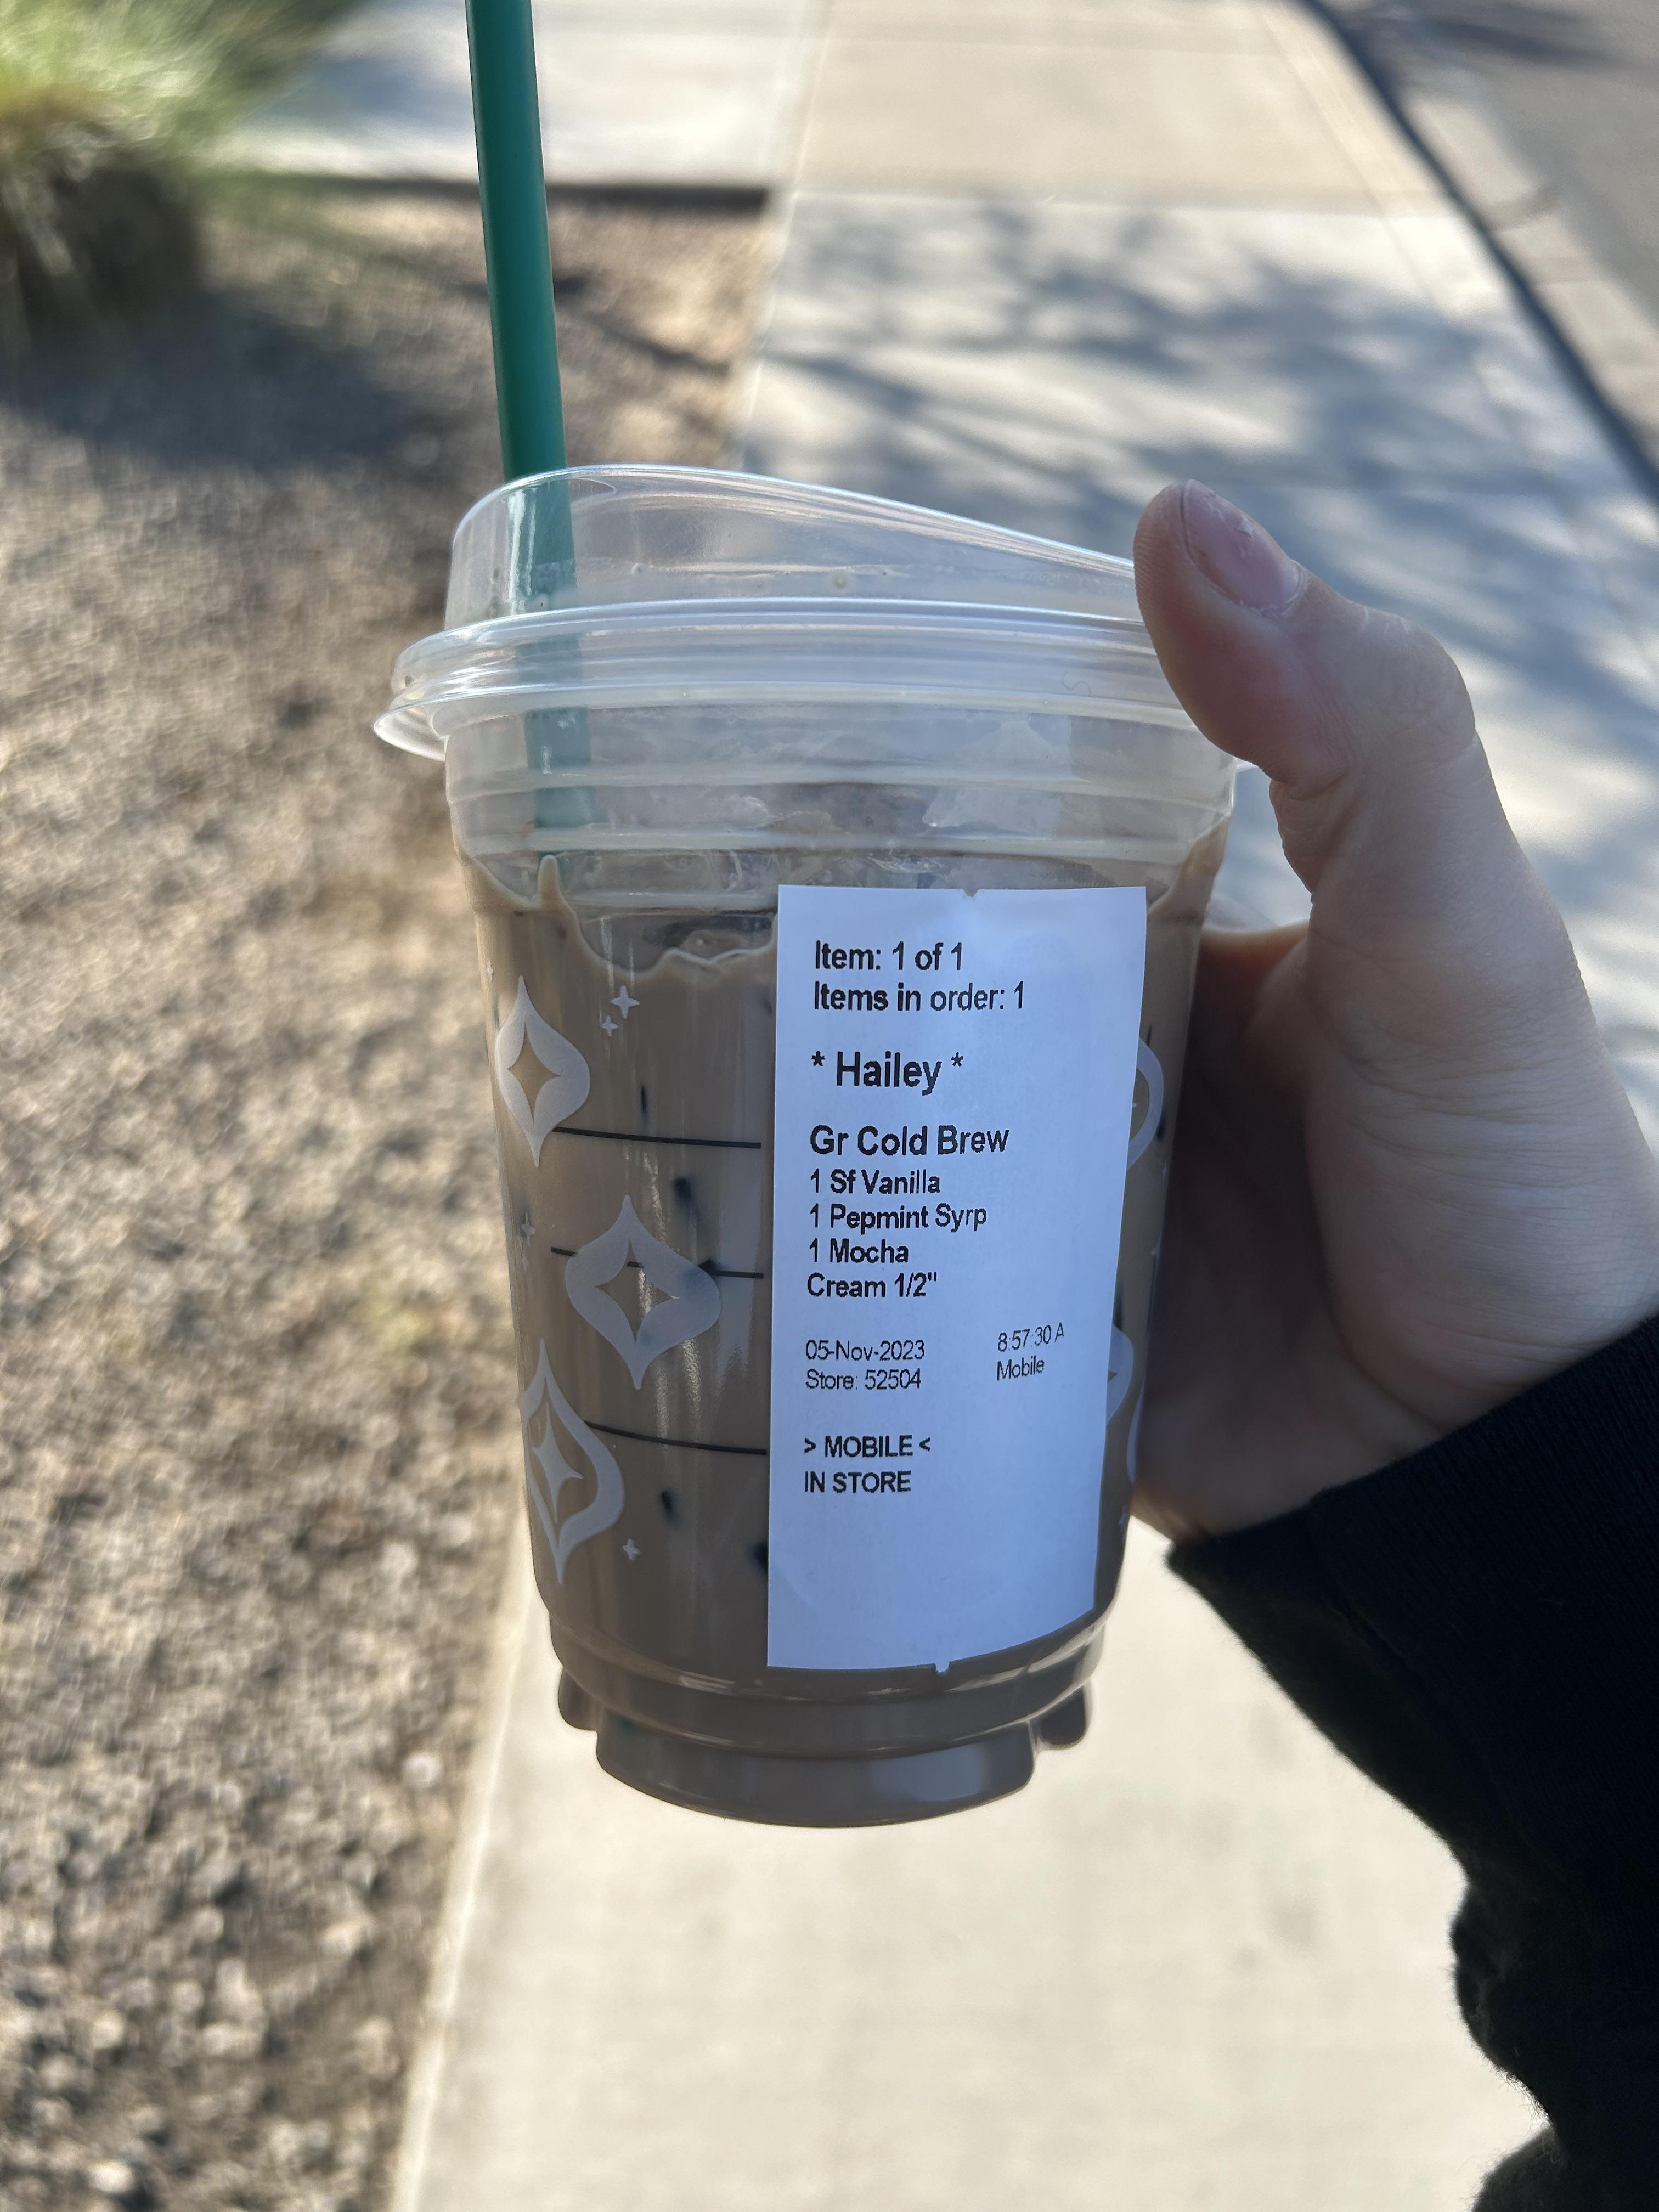 Item: 1 of 1
Items in order: 1
* Hailey *
Gr Cold Brew
1 Sf Vanilla
1 Pepmint Syrp
1 Mocha
Cream 1/2"
05-Nov-2023 8:57:30 A
Store: 52504 Mobile
> MOBILE <
IN STORE